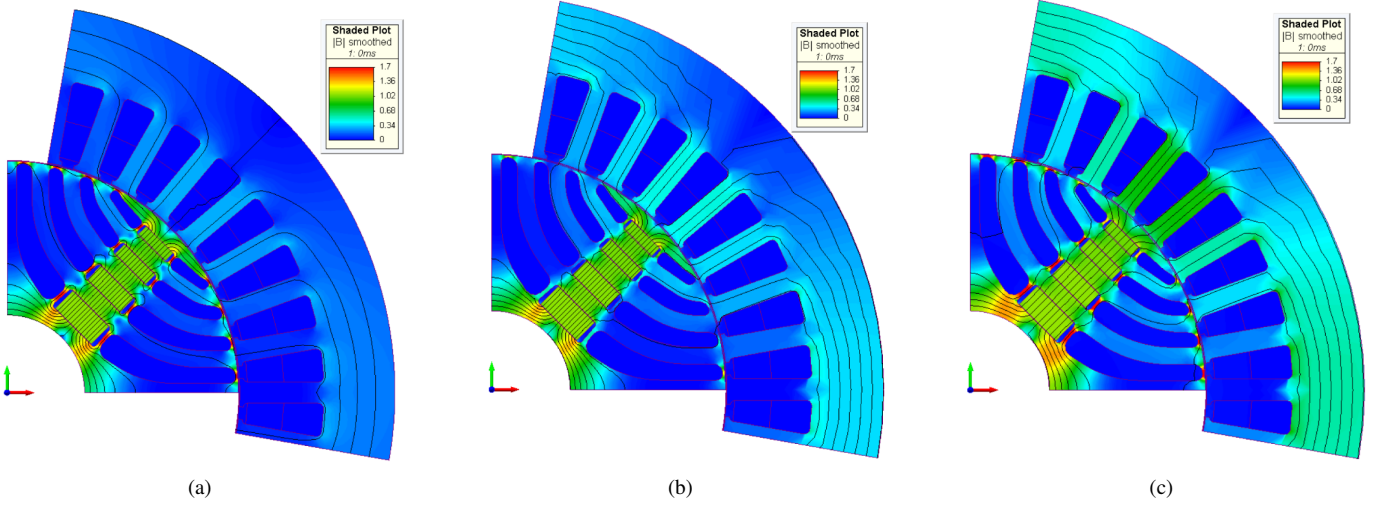 Shaded Plot
|B| smoothed
1: 0ms
1.7
1.36
1.02
0.68
0.34
0
(a)
Shaded Plot
|B| smoothed
1: 0ms
1.7
1.36
1.02
0.68
0.34
0
(b)
Shaded Plot
|B| smoothed
1: 0ms
1.7
1.36
1.02
0.68
0.34
0
(c)